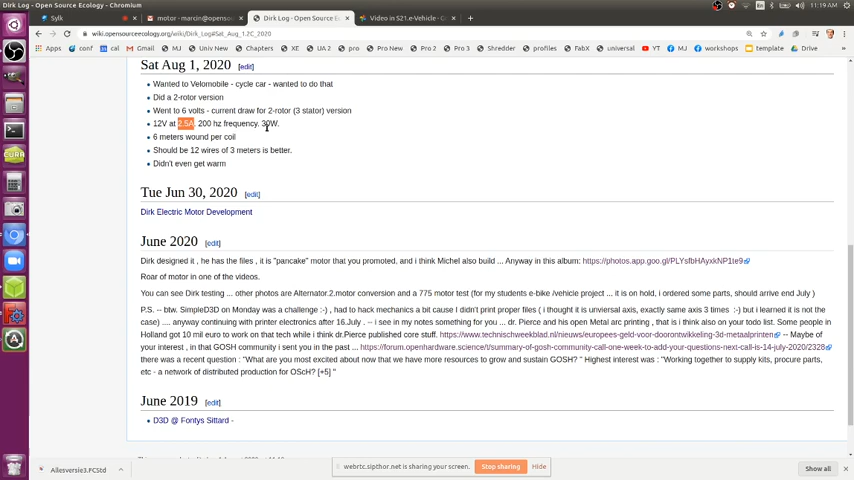 Dirk Log - Open Source Ecology - Chromium
11:19 AM
Sylk
motor - marcin@opensou
Dirk Log - Open Source E
Video in S21.e-Vehicle - G
wiki.opensourceecology.org/wiki/Dirk_Log#Sat_Aug_1.2C_2020
Apps
conf
cal
Gmail
MJ
Univ New
Chapters
XE
UA 2
pro
Pro N
Pro 2
Pro 3
Shredder
profiles
Fabx
universal
YT
MJ
workshops
template
Drive
Sat Aug 1, 2020 [edit]
Wanted to Velomobile - cycle car - wanted to do that
Did a 2-rotor version
Went to 6 volts - current draw for 2-rotor (3 stator) version
12V at 2.5A. 200 hz frequency. 30W.
6 meters wound per coil
Should be 12 wires of 3 meters is better.
Didn't even get warm
Tue Jun 30, 2020 [edit]
Dirk Electric Motor Development
June 2020 [edit]
Dirk designed it , he has the files , it is "pancake" motor that you promoted. and i think Michel also build ... Anyway in this album: https://photos.app.goo.gl/PLYsfbHAyxkNP1te9
Roar of motor in one of the videos.
You can see Dirk testing ... other photos are Alternator.2.motor conversion and a 775 motor test (for my students e-bike /vehicle project ... it is on hold, i ordered some parts, should arrive end July )
P.S. -- btw. SimpleD3D on Monday was a challenge :-) , had to hack mechanics a bit cause I didn't print proper files ( i thought it is unviersal axis, exactly same axis 3 times :-) but i learned it is not the
case) .... anyway continuing with printer electronics after 16.July . -- i see in my notes something for you ... dr. Pierce and his open Metal arc printing , that is i think also on your todo list. Some people in
Holland got 10 mil euro to work on that tech while i think dr.Pierce published core stuff. https://www.technischweekblad.nl/nieuws/europees-geld-voor-doorontwikkeling-3d-metaalprinten -- Maybe of
your interest , in that GOSH community i sent you in the past ... https://forum.openhardware.science/t/summary-of-gosh-community-call-one-week-to-add-your-questions-next-call-is-14-july-2020/2328
there was a recent question : "What are you most excited about now that we have more resources to grow and sustain GOSH? " Highest interest was : "Working together to supply kits, procure parts,
etc - a network of distributed production for OScH? [+5] "
June 2019 [edit]
D3D @ Fontys Sittard -
webrtc.sipthor.net is sharing your screen.
Stop sharing
Hide
Ailesversie3.FCStd
Show all